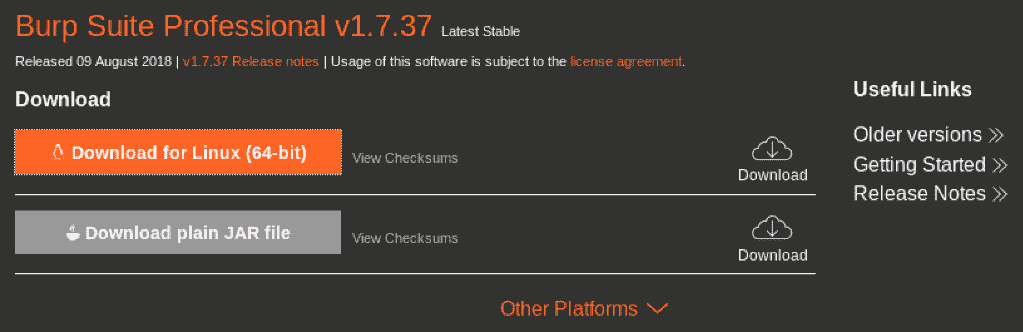 Burp Suite Professional v1.7.37 Latest Stable
Released 09 August 2018 | v1.7.37 Release notes | Usage of this software is subject to the license agreement.
Download
Download for Linux (64-bit) View Checksums Download
Download plain JAR file View Checksums Download
Other Platforms
Useful Links
Older versions
Getting Started
Release Notes